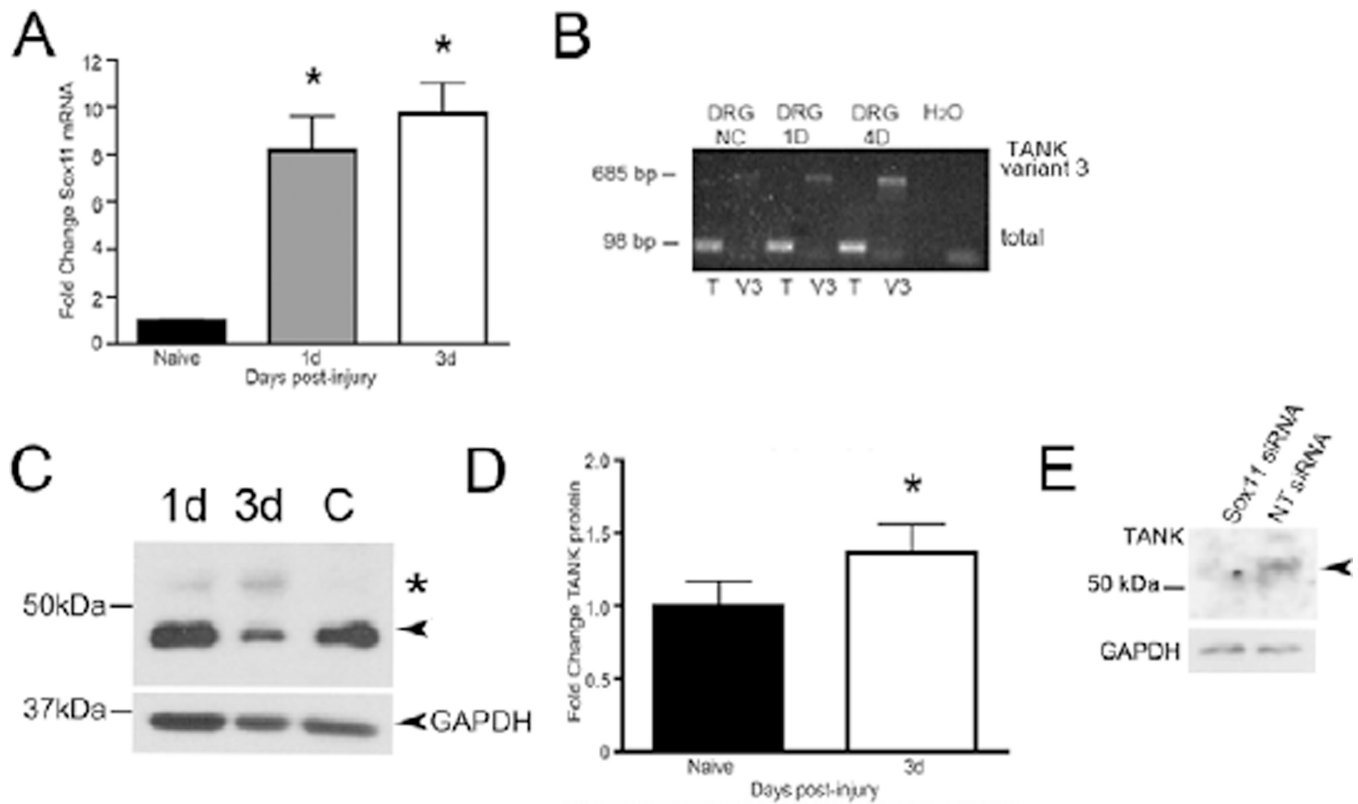 A
Fold Change Sox11 mRNA
12
10
8
6
4
2
0
*
*
Naive
1d
3d
Days post-injury
B
DRG DRG DRG H2O
NC 1D 4D
685 bp
98 bp
TANK
variant 3
total
T V3 T V3 T V3
C
1d 3d C
50kDa
*
37kDa
GAPDH
D
Fold Change TANK protein
2.0
1.5
1.0
0.5
0
*
Naive
3d
Days post-injury
E
Sox11 siRNA
NT siRNA
TANK
50 kDa
GAPDH